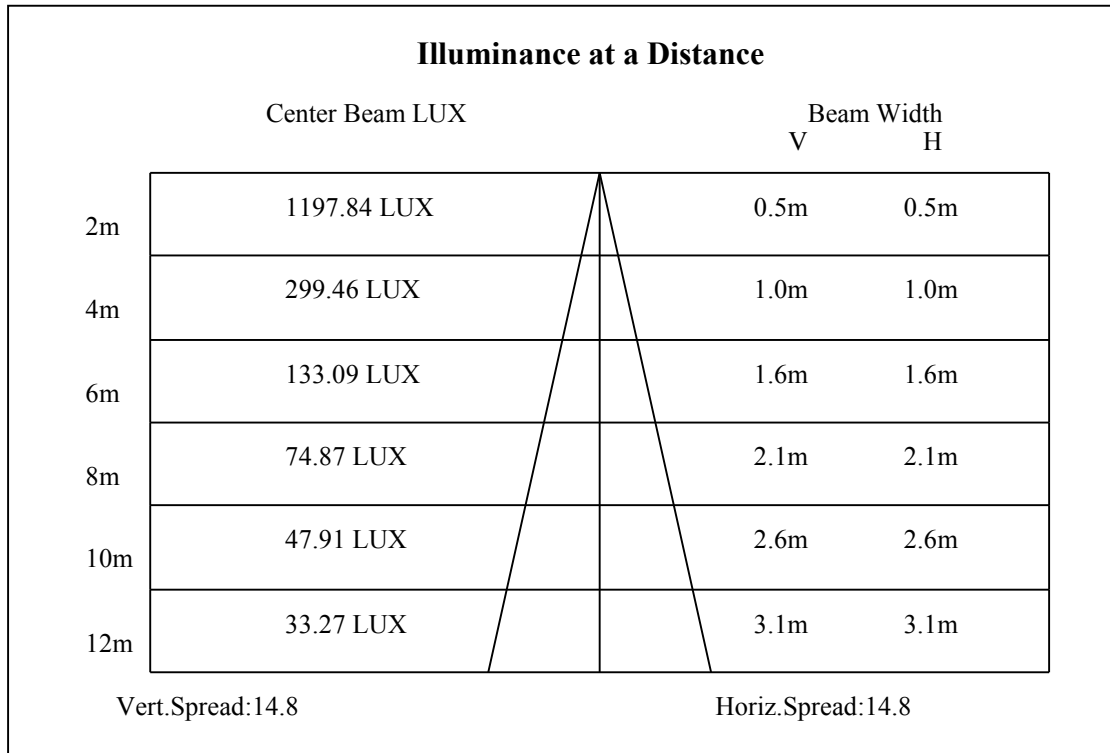 Illuminance at a Distance
Center Beam LUX Beam Width
V H
2m 1197.84 LUX 0.5m 0.5m
4m 299.46 LUX 1.0m 1.0m
6m 133.09 LUX 1.6m 1.6m
8m 74.87 LUX 2.1m 2.1m
10m 47.91 LUX 2.6m 2.6m
12m 33.27 LUX 3.1m 3.1m
Vert.Spread:14.8 Horiz.Spread:14.8